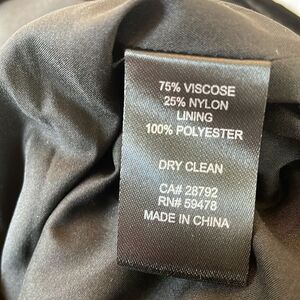 75% VISCOSE
25% NYLON
LINING
100% POLYESTER
DRY CLEAN
CA# 28792
RN# 59478
MADE IN CHINA